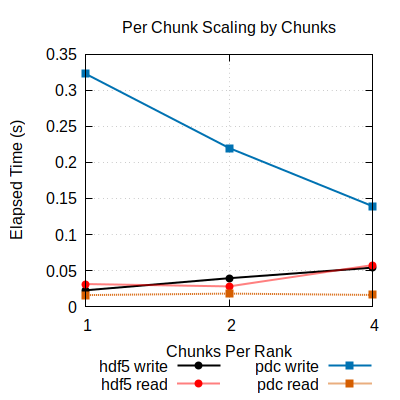 Per Chunk Scaling by Chunks
0.35
0.3
0.25
0.2
0.15
0.1
0.05
0
Elapsed Time (s)
1 2 4
Chunks Per Rank
hdf5 write pdc write
hdf5 read pdc read